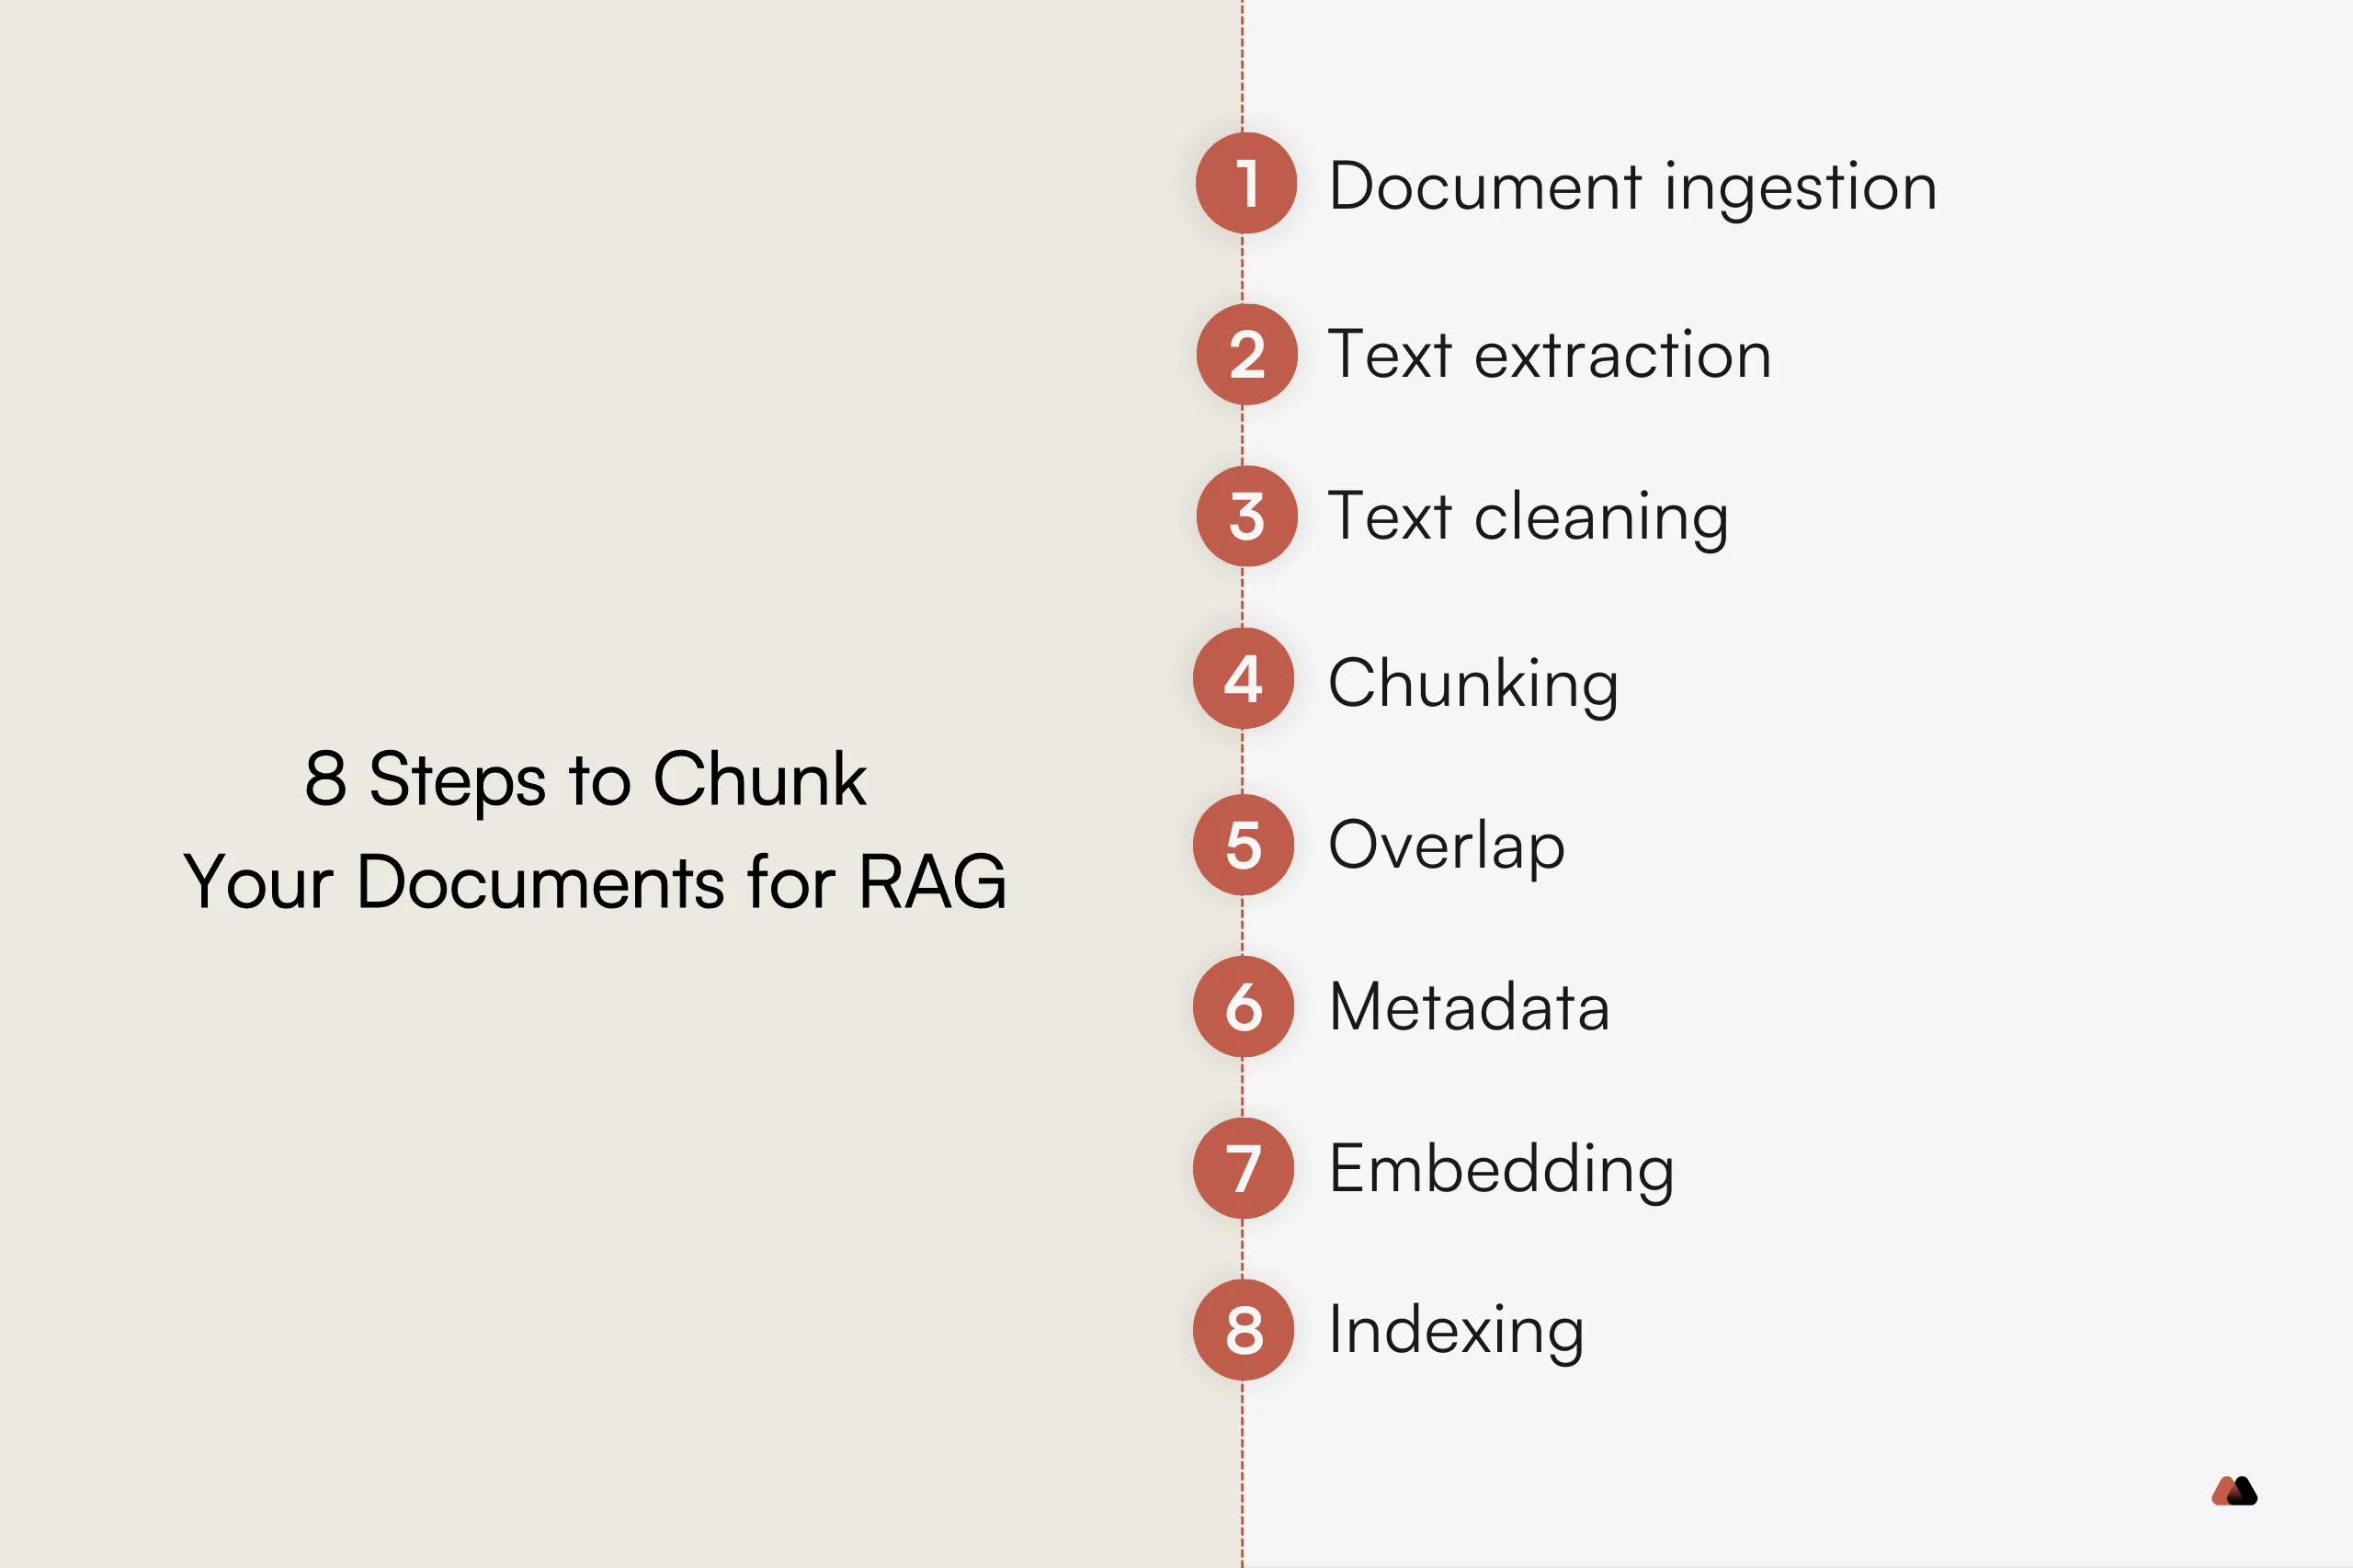 8 Steps to Chunk
Your Documents for RAG
1 Document ingestion
2 Text extraction
3 Text cleaning
4 Chunking
5 Overlap
6 Metadata
7 Embedding
8 Indexing